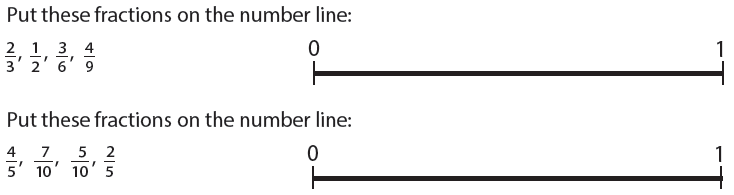 Put these fractions on the number line:
2/3, 1/2, 3/6, 4/9
0 1
Put these fractions on the number line:
4/5, 7/10, 5/10, 2/5
0 1